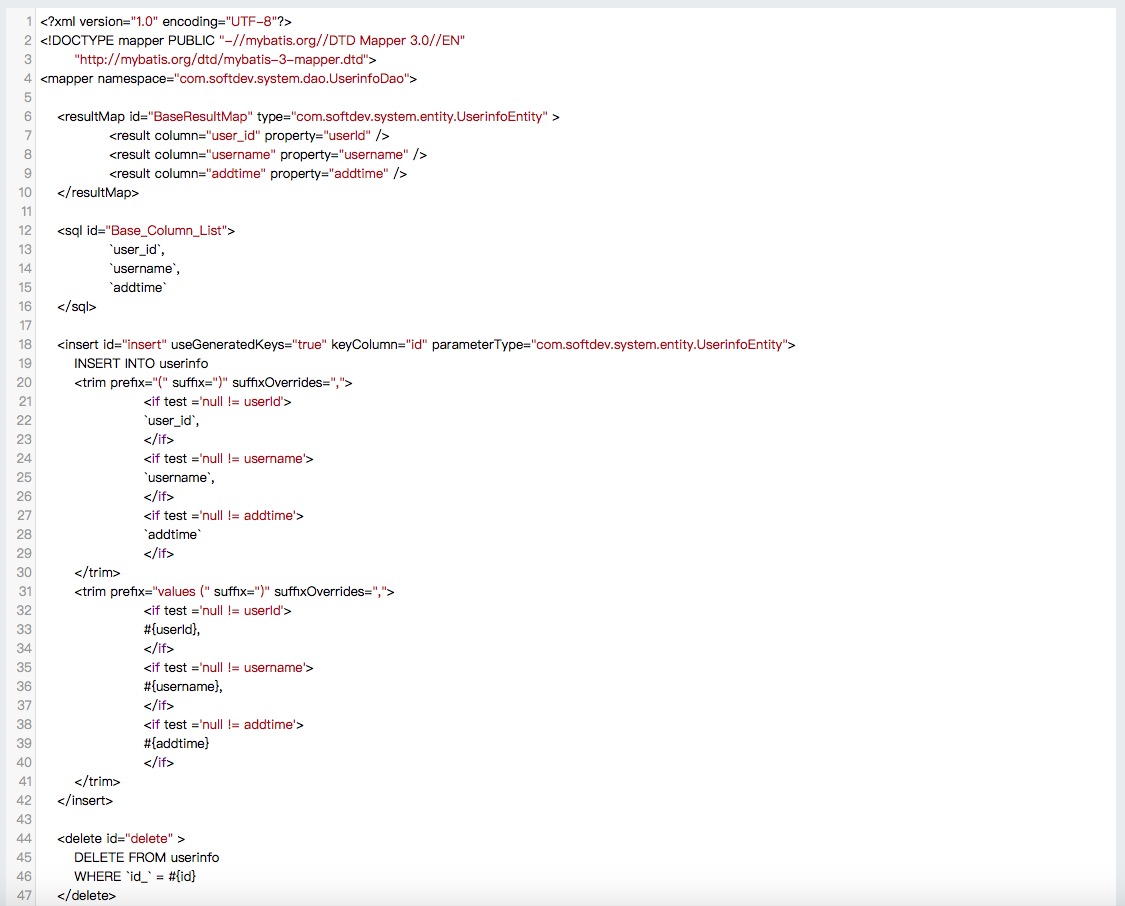 1 <?xml version="1.0" encoding="UTF-8"?>
2 <!DOCTYPE mapper PUBLIC "-//mybatis.org//DTD Mapper 3.0//EN"
3 "http://mybatis.org/dtd/mybatis-3-mapper.dtd">
4 <mapper namespace="com.softdev.system.dao.UserinfoDao">
5
6 <resultMap id="BaseResultMap" type="com.softdev.system.entity.UserinfoEntity" >
7 <result column="user_id" property="userId" />
8 <result column="username" property="username" />
9 <result column="addtime" property="addtime" />
10 </resultMap>
11
12 <sql id="Base_Column_List">
13 `user_id`,
14 `username`,
15 `addtime`
16 </sql>
17
18 <insert id="insert" useGeneratedKeys="true" keyColumn="id" parameterType="com.softdev.system.entity.UserinfoEntity">
19 INSERT INTO userinfo
20 <trim prefix="(" suffix=")" suffixOverrides=",">
21 <if test ='null != userId'>
22 `user_id`,
23 </if>
24 <if test ='null != username'>
25 `username`,
26 </if>
27 <if test ='null != addtime'>
28 `addtime`
29 </if>
30 </trim>
31 <trim prefix="values (" suffix=")" suffixOverrides=",">
32 <if test ='null != userId'>
33 #{userId},
34 </if>
35 <if test ='null != username'>
36 #{username},
37 </if>
38 <if test ='null != addtime'>
39 #{addtime}
40 </if>
41 </trim>
42 </insert>
43
44 <delete id="delete" >
45 DELETE FROM userinfo
46 WHERE `id_` = #{id}
47 </delete>